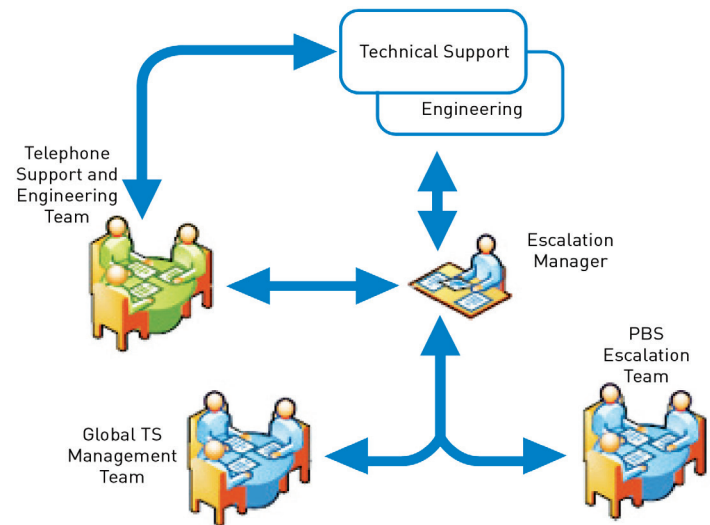 Technical Support
Engineering
Telephone
Support and
Engineering
Team
Escalation
Manager
PBS
Escalation
Team
Global TS
Management
Team